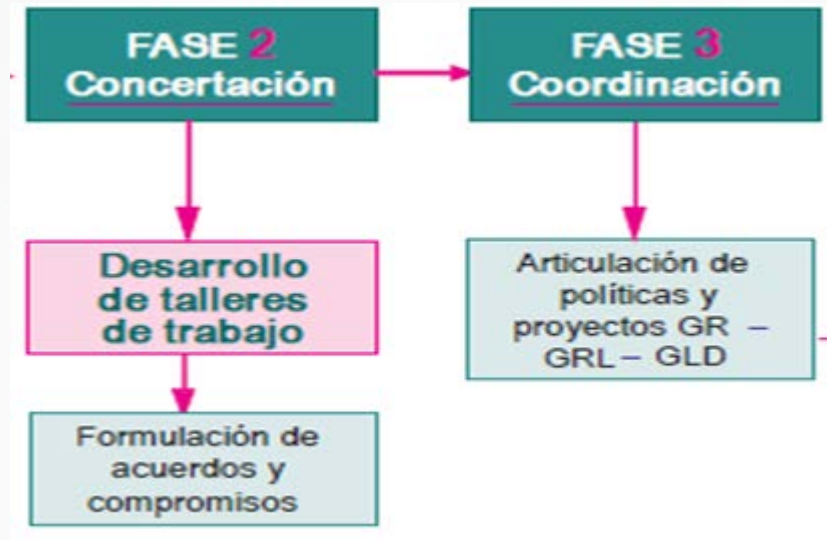 FASE 2
Concertación
FASE 3
Coordinación
Desarrollo
de talleres
de trabajo
Articulación de
políticas y
proyectos GR –
GRL – GLD
Formulación de
acuerdos y
compromisos